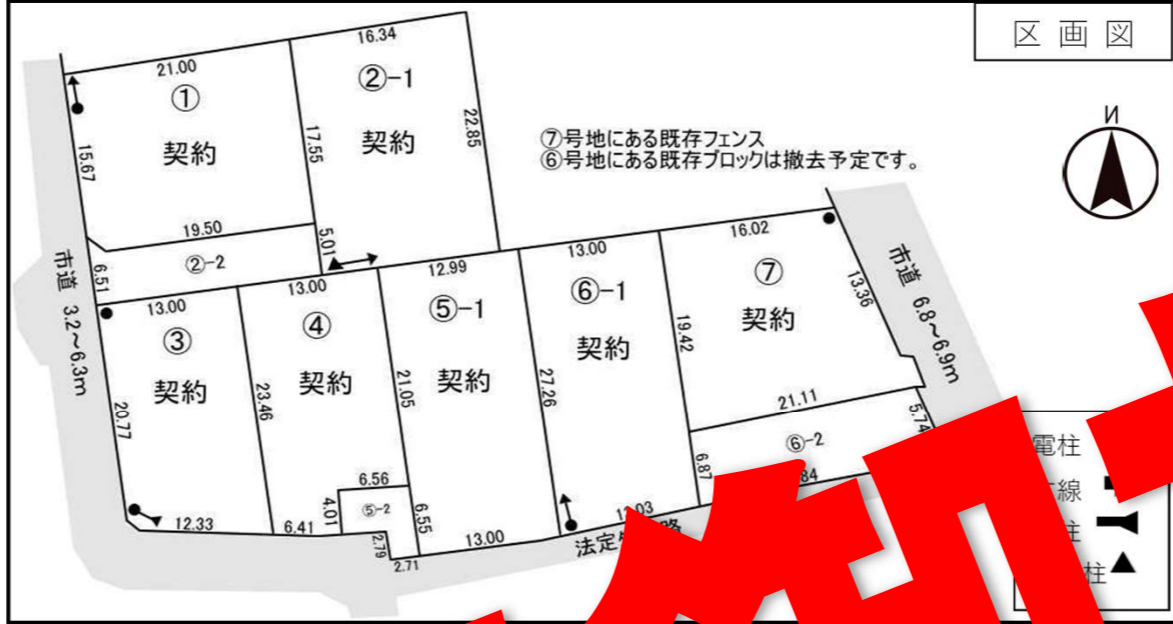 区画図
16.34
21.00
②-1
①
契約
契約
15.67
17.55
22.85
⑦号地にある既存フェンス
⑥号地にある既存ブロックは撤去予定です。
N
19.50
5.01
②-2
6.51
市道 3.2～6.3m
13.00
13.00
12.99
13.00
16.02
③
④
⑤-1
⑥-1
⑦
契約
契約
契約
契約
契約
20.77
23.46
21.05
27.26
19.42
13.36
市道 6.8～6.9m
21.11
5.74
⑥-2
6.87
84
6.56
4.01
⑤-2
6.55
12.33
6.41
2.79
2.71
13.00
法定
電柱
線
柱
柱